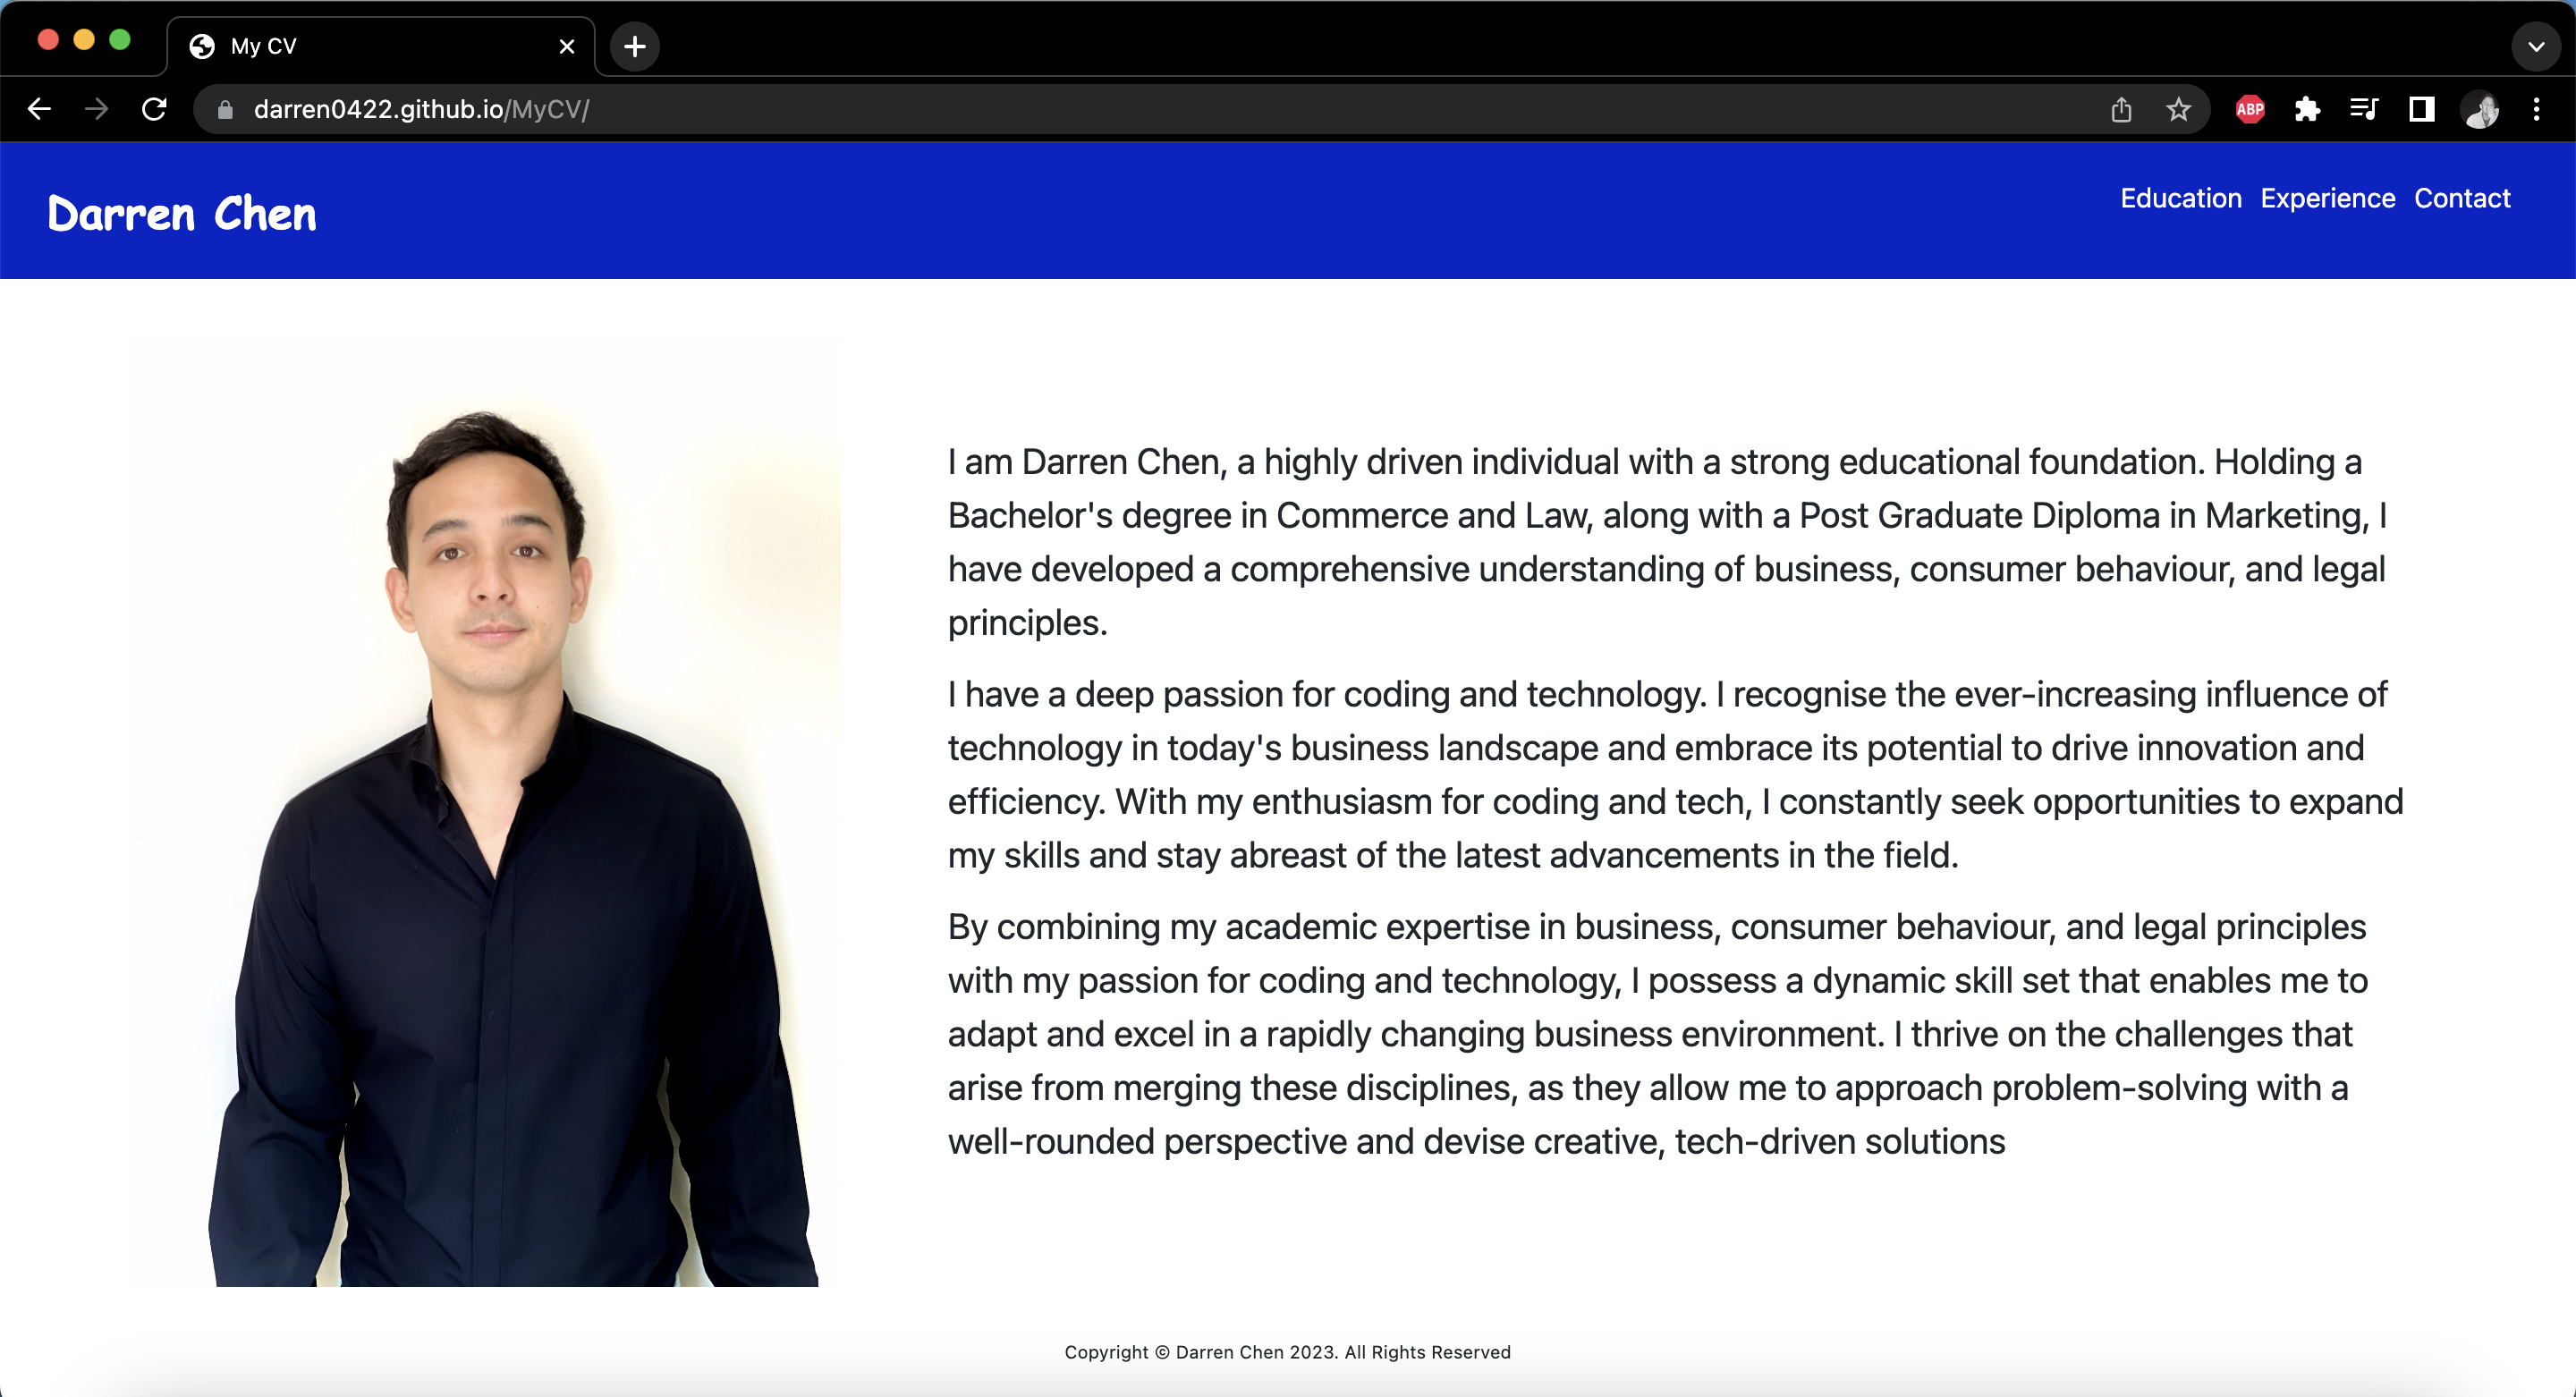 My CV
darren0422.github.io/MyCV/
ABP
Darren Chen
Education Experience Contact
I am Darren Chen, a highly driven individual with a strong educational foundation. Holding a
Bachelor's degree in Commerce and Law, along with a Post Graduate Diploma in Marketing, I
have developed a comprehensive understanding of business, consumer behaviour, and legal
principles.
I have a deep passion for coding and technology. I recognise the ever-increasing influence of
technology in today's business landscape and embrace its potential to drive innovation and
efficiency. With my enthusiasm for coding and tech, I constantly seek opportunities to expand
my skills and stay abreast of the latest advancements in the field.
By combining my academic expertise in business, consumer behaviour, and legal principles
with my passion for coding and technology, I possess a dynamic skill set that enables me to
adapt and excel in a rapidly changing business environment. I thrive on the challenges that
arise from merging these disciplines, as they allow me to approach problem-solving with a
well-rounded perspective and devise creative, tech-driven solutions
Copyright © Darren Chen 2023. All Rights Reserved